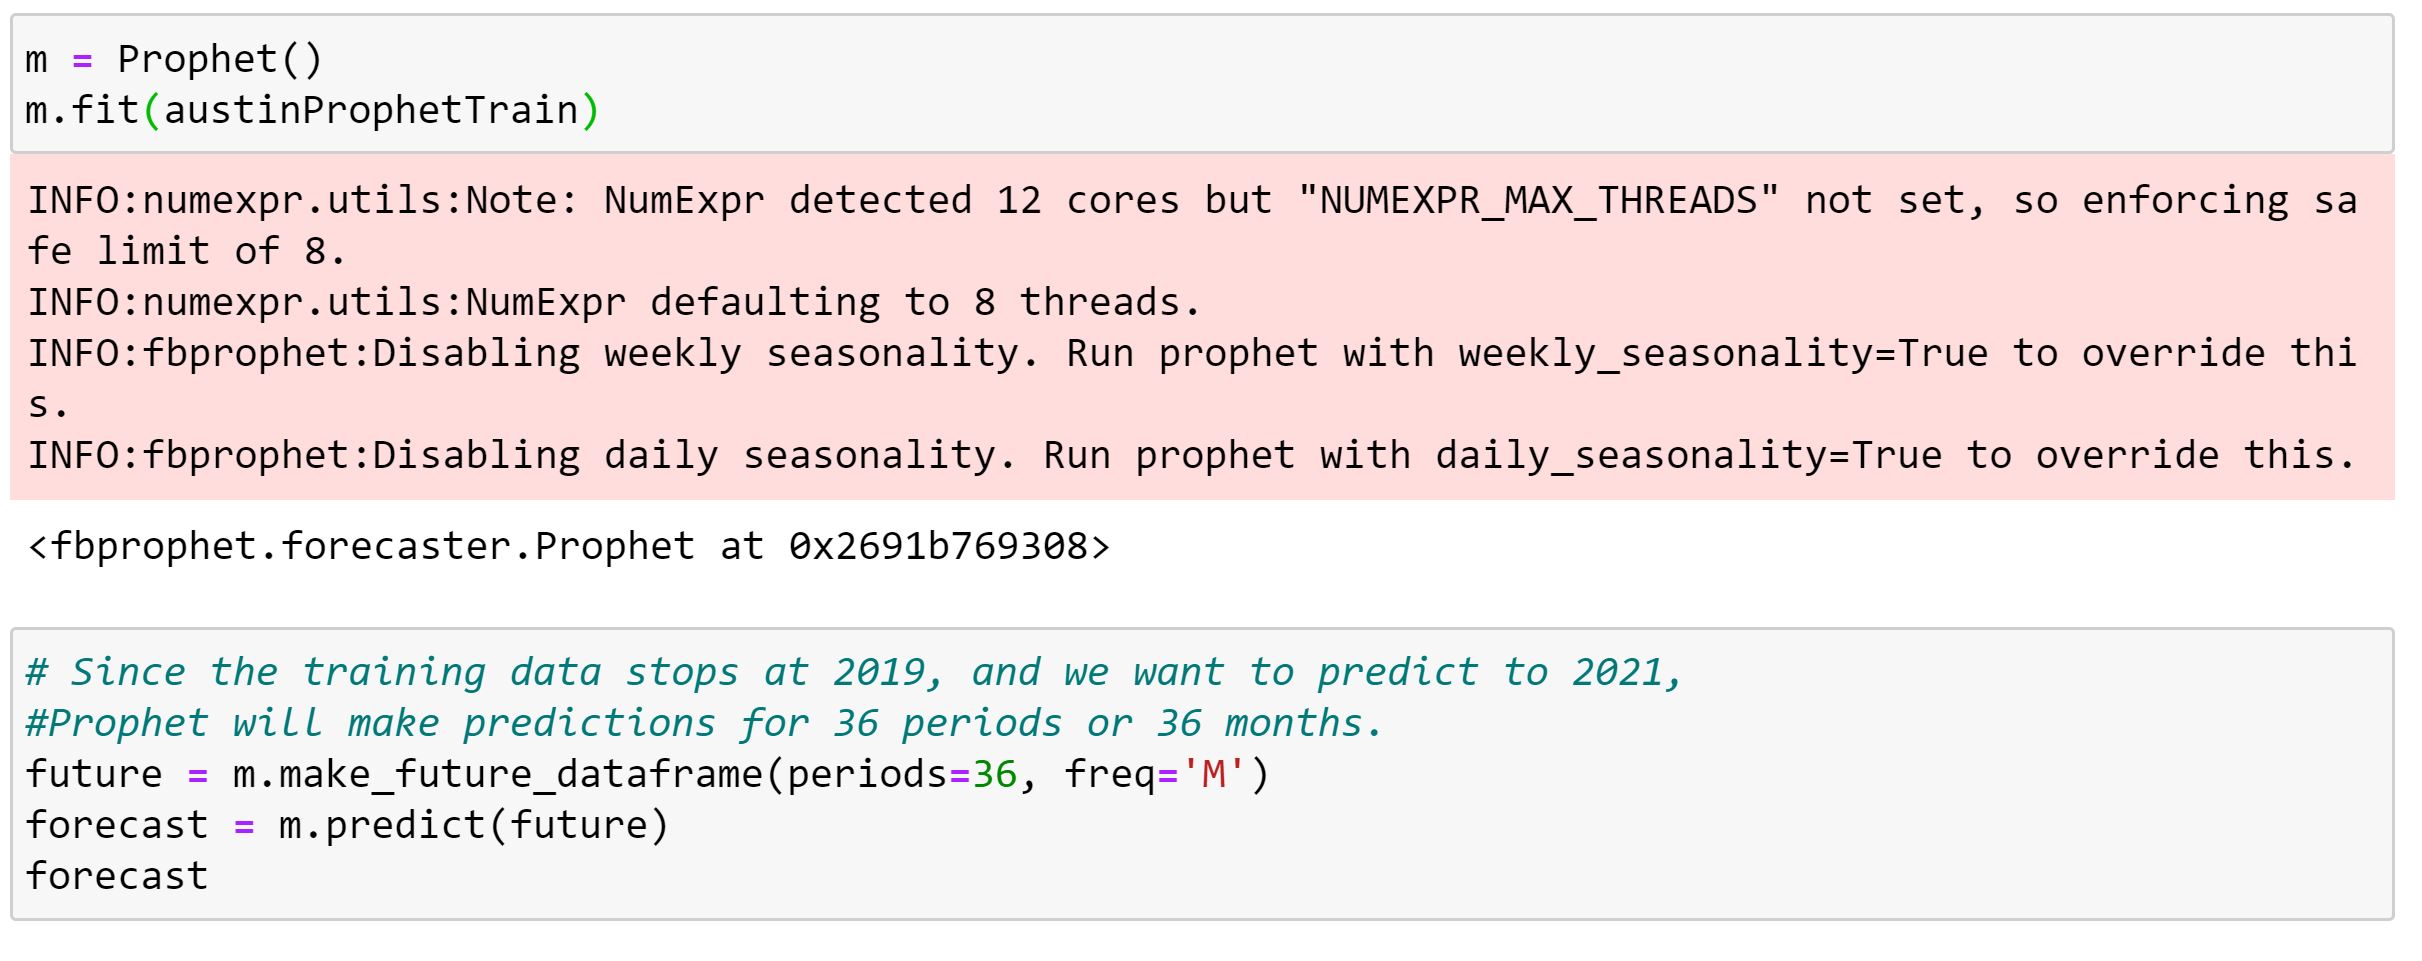 m = Prophet()
m.fit(austinProphetTrain)
INFO:numexpr.utils:Note: NumExpr detected 12 cores but "NUMEXPR_MAX_THREADS" not set, so enforcing sa
fe limit of 8.
INFO:numexpr.utils:NumExpr defaulting to 8 threads.
INFO:fbprophet:Disabling weekly seasonality. Run prophet with weekly_seasonality=True to override thi
s.
INFO:fbprophet:Disabling daily seasonality. Run prophet with daily_seasonality=True to override this.
<fbprophet.forecaster.Prophet at 0x2691b769308>
# Since the training data stops at 2019, and we want to predict to 2021,
#Prophet will make predictions for 36 periods or 36 months.
future = m.make_future_dataframe(periods=36, freq='M')
forecast = m.predict(future)
forecast